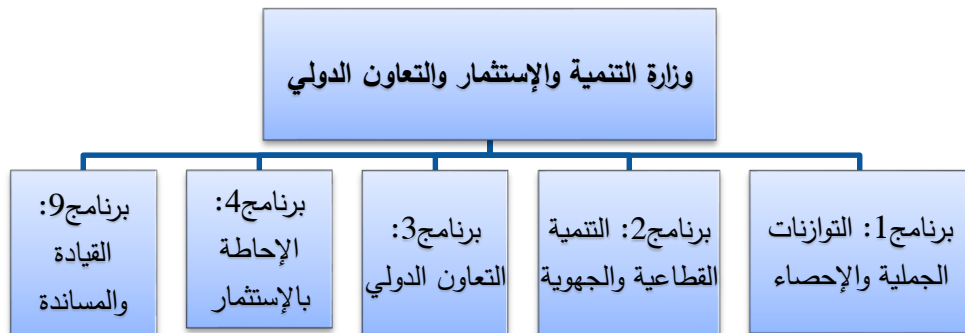 وزارة التنمية والإستثمار والتعاون الدولي
برنامج1: التوازنات
الجملية والإحصاء
برنامج2: التنمية
القطاعية والجهوية
برنامج3:
التعاون الدولي
برنامج4:
الإحاطة
بالإستثمار
برنامج9:
القيادة
والمساندة